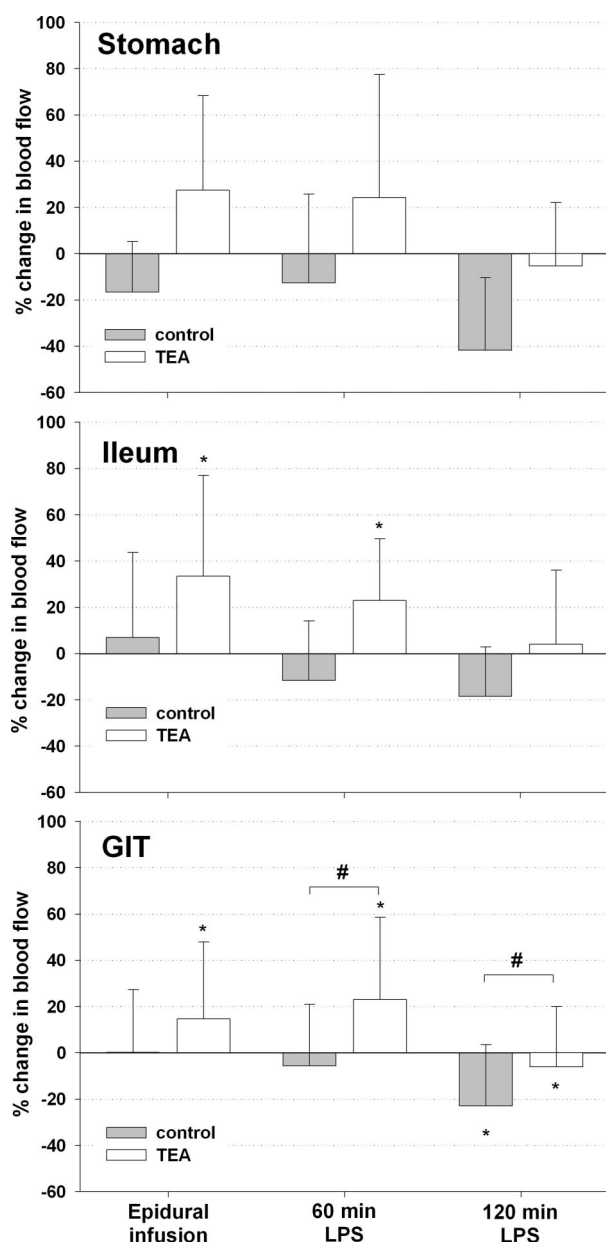 Stomach
% change in blood flow
100
80
60
40
20
0
-20
-40
-60
control
TEA
Ileum
% change in blood flow
100
80
60
40
20
0
-20
-40
-60
*
*
control
TEA
GIT
% change in blood flow
100
80
60
40
20
0
-20
-40
-60
*
#
*
#
*
*
control
TEA
Epidural
infusion
60 min
LPS
120 min
LPS